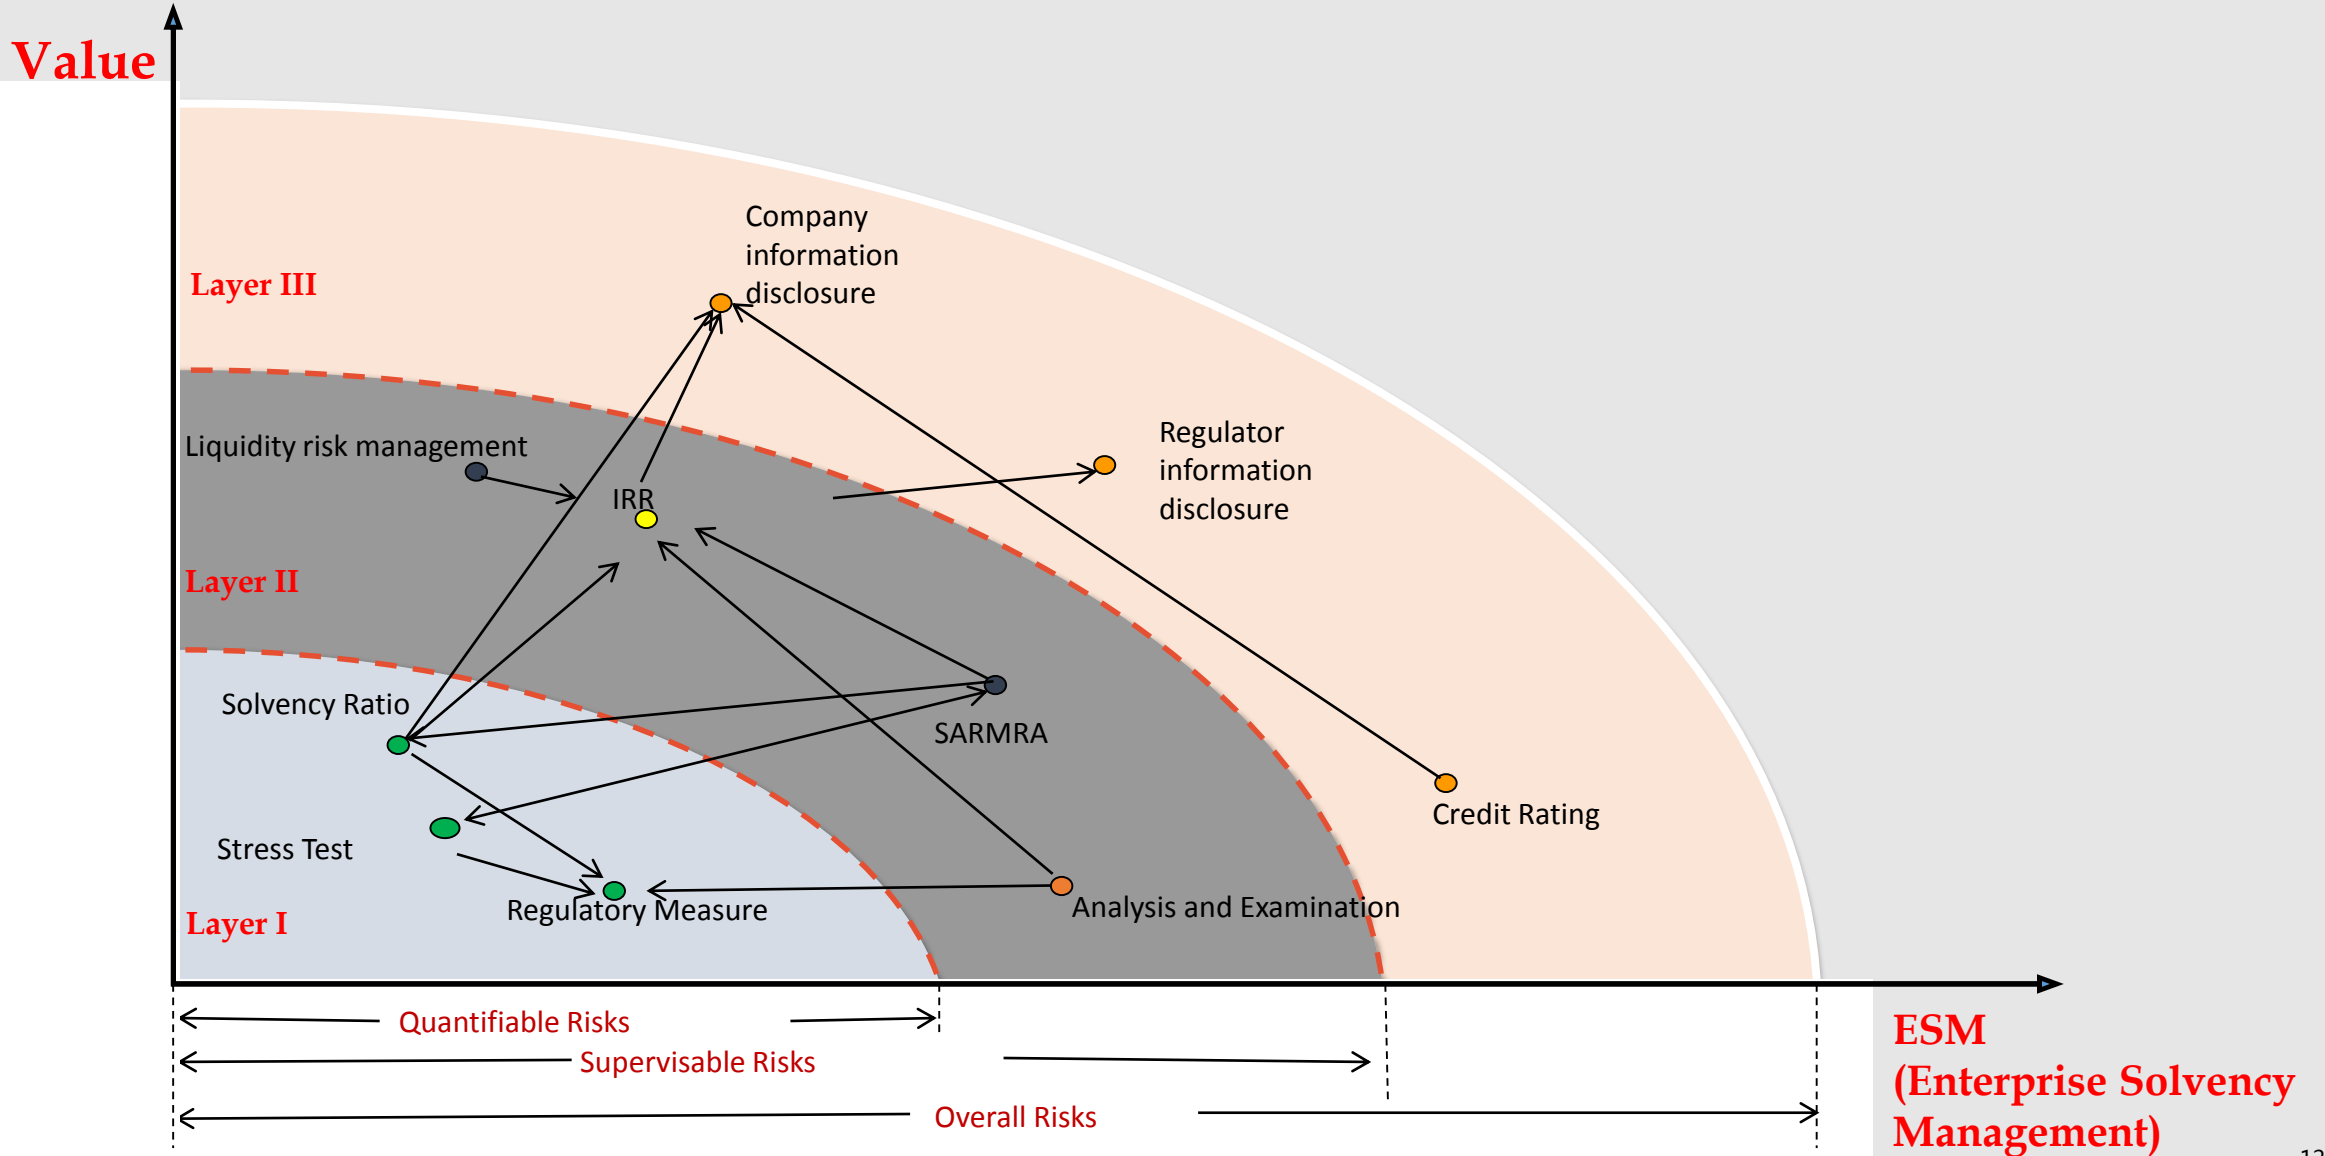 Value
Company
information
disclosure
Layer III
Regulator
information
disclosure
Liquidity risk management
IRR
Layer II
Solvency Ratio
SARMRA
Credit Rating
Stress Test
Regulatory Measure
Analysis and Examination
Layer I
Quantifiable Risks
Supervisable Risks
Overall Risks
ESM
(Enterprise Solvency
Management)